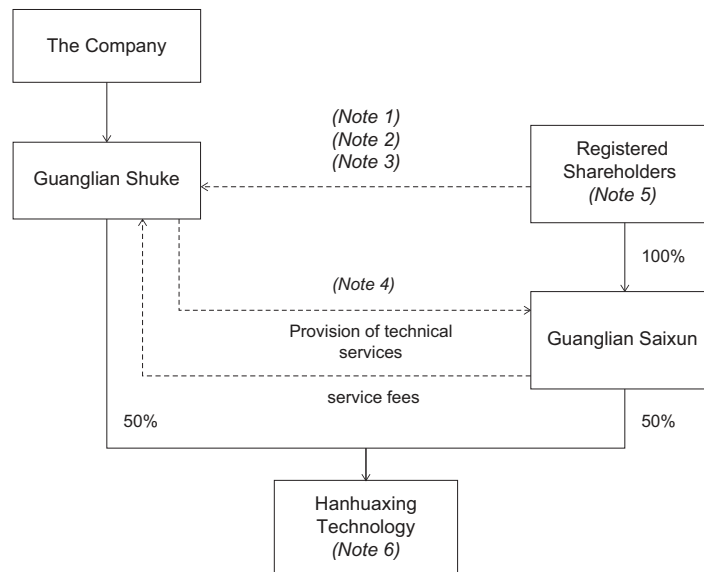 The Company
(Note 1)
(Note 2)
(Note 3)
Guanglian Shuke
Registered
Shareholders
(Note 5)
100%
(Note 4)
Provision of technical
services
Guanglian Saixun
service fees
50%
50%
Hanhuaxing
Technology
(Note 6)